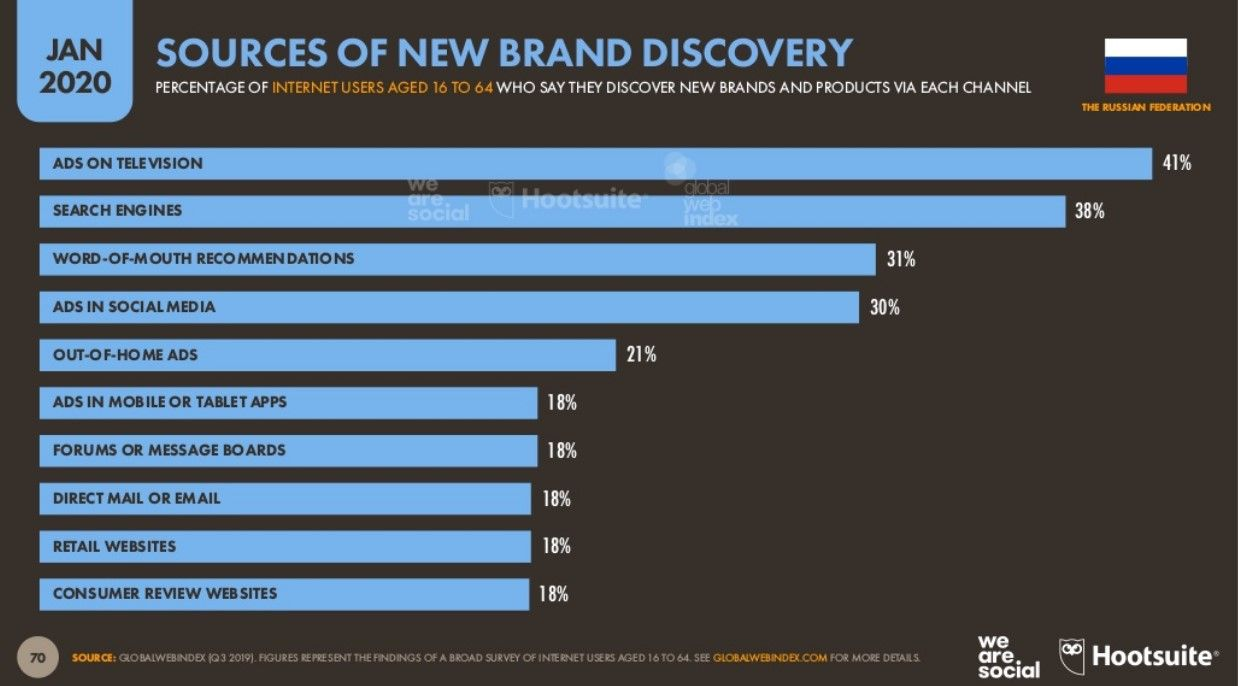 JAN
2020
SOURCES OF NEW BRAND DISCOVERY
PERCENTAGE OF INTERNET USERS AGED 16 TO 64 WHO SAY THEY DISCOVER NEW BRANDS AND PRODUCTS VIA EACH CHANNEL
THE RUSSIAN FEDERATION
ADS ON TELEVISION 41%
we are social Hootsuite® global web index
SEARCH ENGINES 38%
WORD-OF-MOUTH RECOMMENDATIONS 31%
ADS IN SOCIAL MEDIA 30%
OUT-OF-HOME ADS 21%
ADS IN MOBILE OR TABLET APPS 18%
FORUMS OR MESSAGE BOARDS 18%
DIRECT MAIL OR EMAIL 18%
RETAIL WEBSITES 18%
CONSUMER REVIEW WEBSITES 18%
70 SOURCE: GLOBALWEBINDEX (Q3 2019). FIGURES REPRESENT THE FINDINGS OF A BROAD SURVEY OF INTERNET USERS AGED 16 TO 64. SEE GLOBALWEBINDEX.COM FOR MORE DETAILS.
we
are
social
Hootsuite®